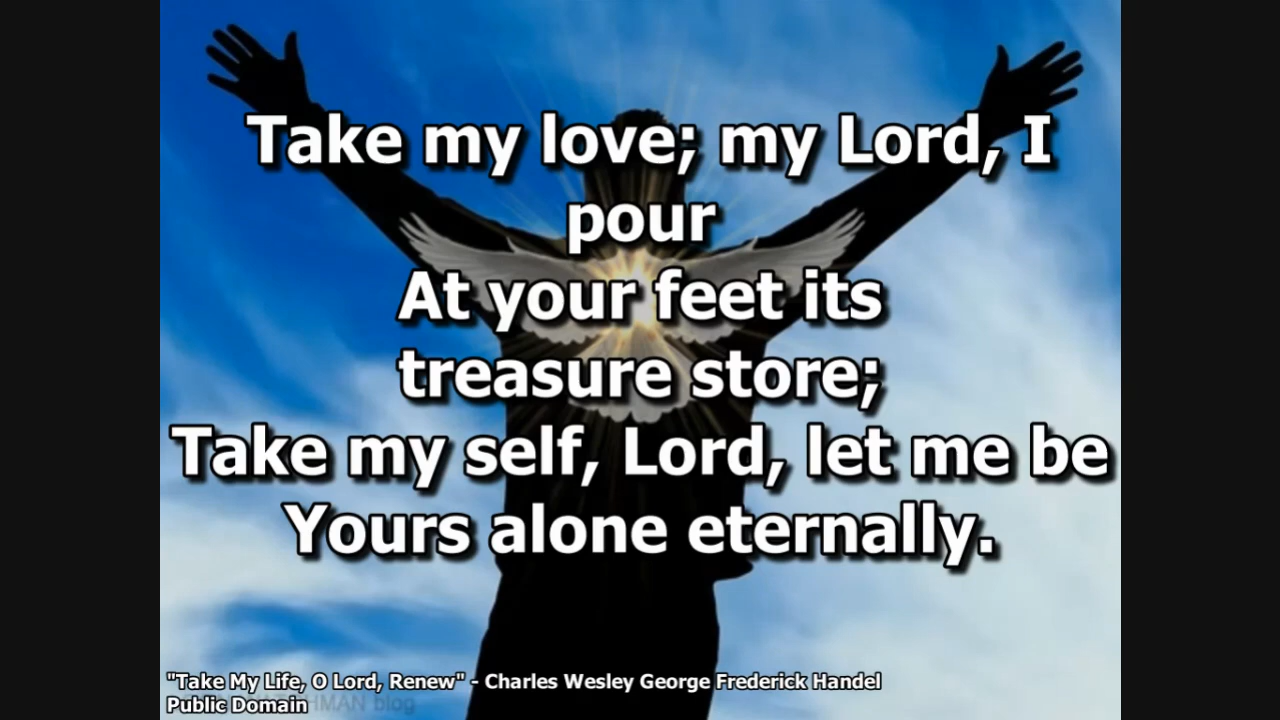 Take my love; my Lord, I
pour
At your feet its
treasure store;
Take my self, Lord, let me be
Yours alone eternally.
"Take My Life, O Lord, Renew" - Charles Wesley George Frederick Handel
Public Domain
blog